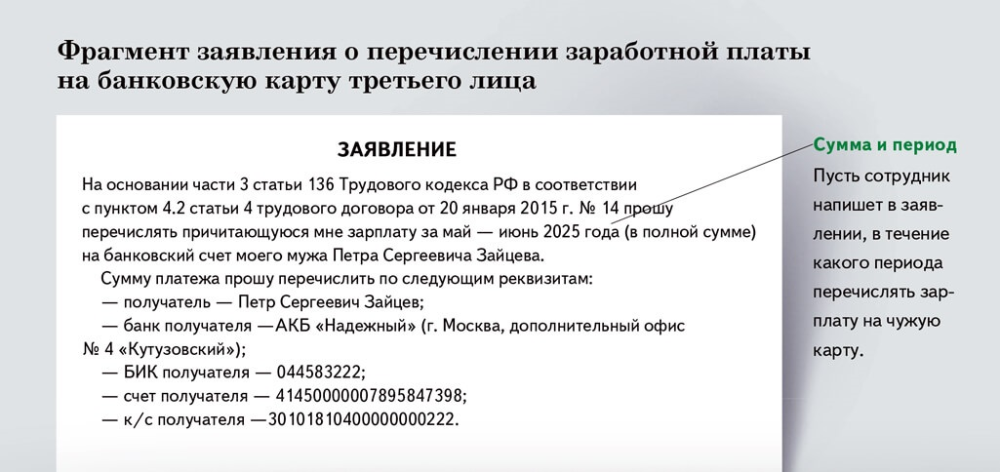 Фрагмент заявления о перечислении заработной платы
на банковскую карту третьего лица
ЗАЯВЛЕНИЕ
На основании части 3 статьи 136 Трудового кодекса РФ в соответствии
с пунктом 4.2 статьи 4 трудового договора от 20 января 2015 г. № 14 прошу
перечислять причитающуюся мне зарплату за май — июнь 2025 года (в полной сумме)
на банковский счет моего мужа Петра Сергеевича Зайцева.
Сумму платежа прошу перечислить по следующим реквизитам:
— получатель — Петр Сергеевич Зайцев;
— банк получателя —АКБ «Надежный» (г. Москва, дополнительный офис
№ 4 «Кутузовский»);
— БИК получателя — 044583222;
— счет получателя — 41450000007895847398;
— к/с получателя —30101810400000000222.
Сумма и период
Пусть сотрудник
напишет в заяв-
лении, в течение
какого периода
перечислять зар-
плату на чужую
карту.